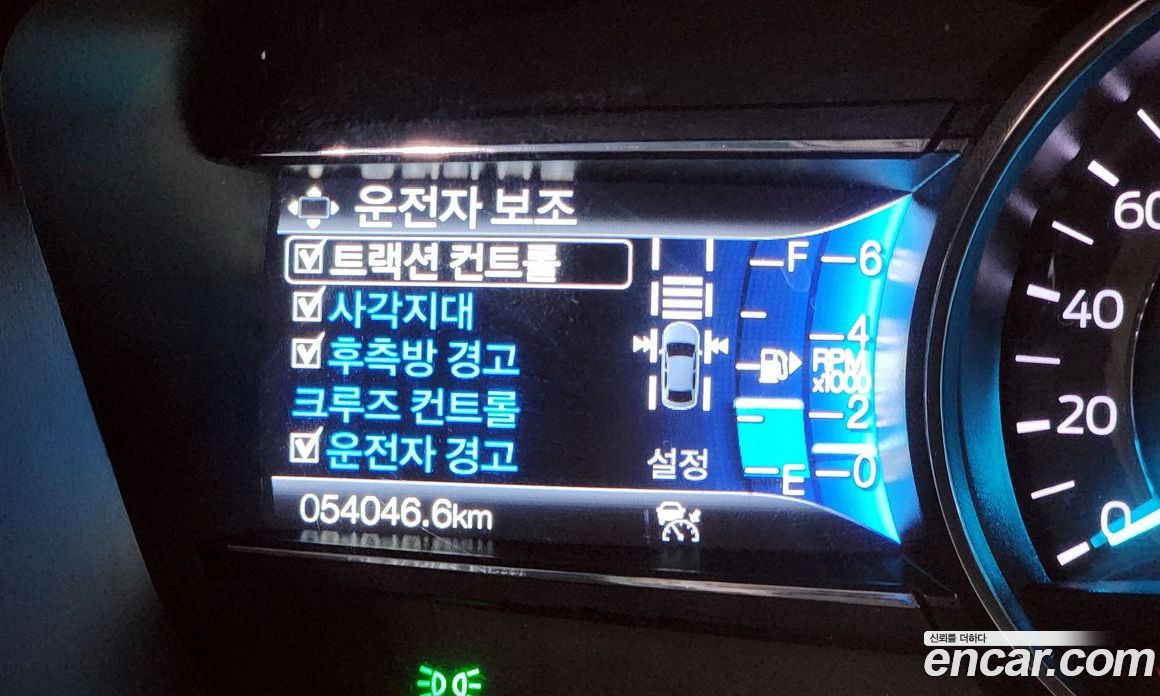 운전자 보조
트랙션 컨트롤
사각지대
후측방 경고
크루즈 컨트롤
운전자 경고
설정
054046.6km
F
E
6
4
RPM
x1000
2
0
60
40
20
0
신뢰를 더하다
encar.com